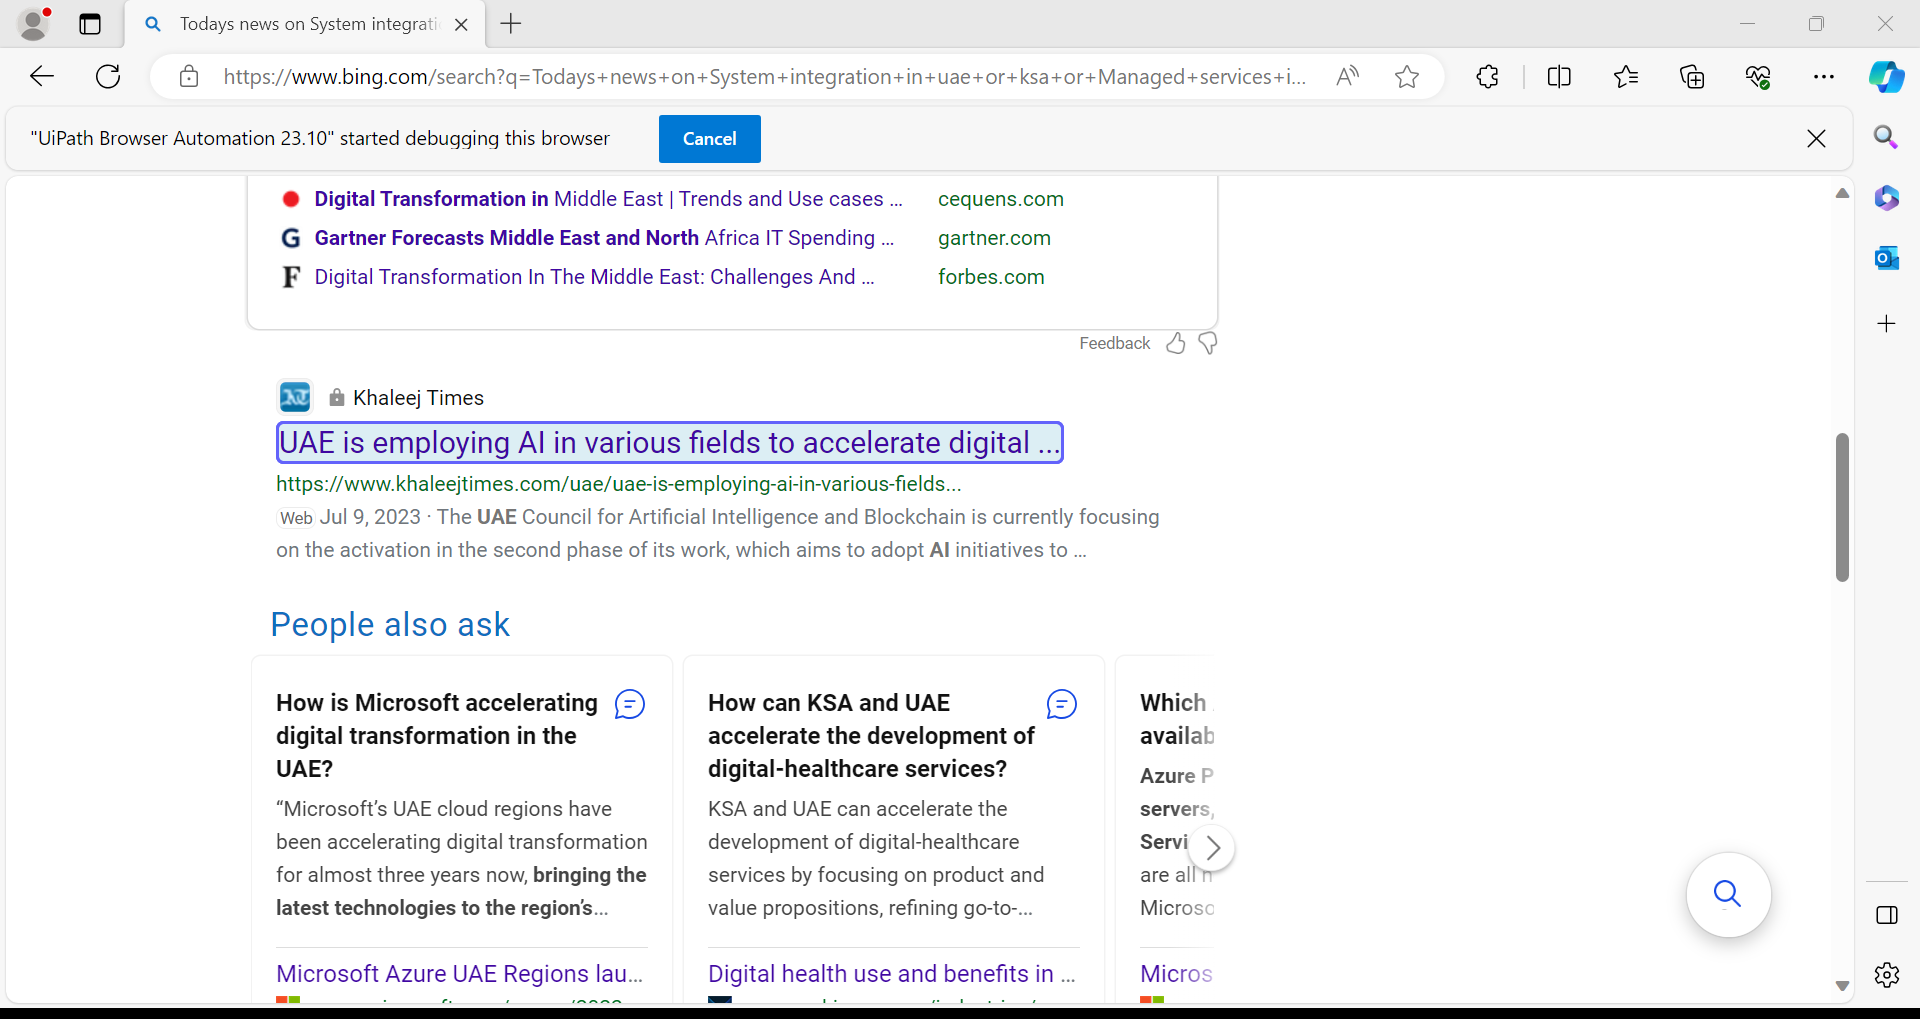 Todays news on System integrati
https://www.bing.com/search?q=Todays+news+on+System+integration+in+uae+or+ksa+or+Managed+services+i...
"UiPath Browser Automation 23.10" started debugging this browser
Cancel
Digital Transformation in Middle East | Trends and Use cases ... cequens.com
G Gartner Forecasts Middle East and North Africa IT Spending ... gartner.com
F Digital Transformation In The Middle East: Challenges And ... forbes.com
Feedback
KT Khaleej Times
UAE is employing AI in various fields to accelerate digital ...
https://www.khaleejtimes.com/uae/uae-is-employing-ai-in-various-fields...
Web Jul 9, 2023 · The UAE Council for Artificial Intelligence and Blockchain is currently focusing
on the activation in the second phase of its work, which aims to adopt AI initiatives to ...
People also ask
How is Microsoft accelerating
digital transformation in the
UAE?
“Microsoft’s UAE cloud regions have
been accelerating digital transformation
for almost three years now, bringing the
latest technologies to the region’s...
Microsoft Azure UAE Regions lau...
How can KSA and UAE
accelerate the development of
digital-healthcare services?
KSA and UAE can accelerate the
development of digital-healthcare
services by focusing on product and
value propositions, refining go-to-...
Digital health use and benefits in ...
Which
availab
Azure P
servers,
Servi
are all
Microso
Micros